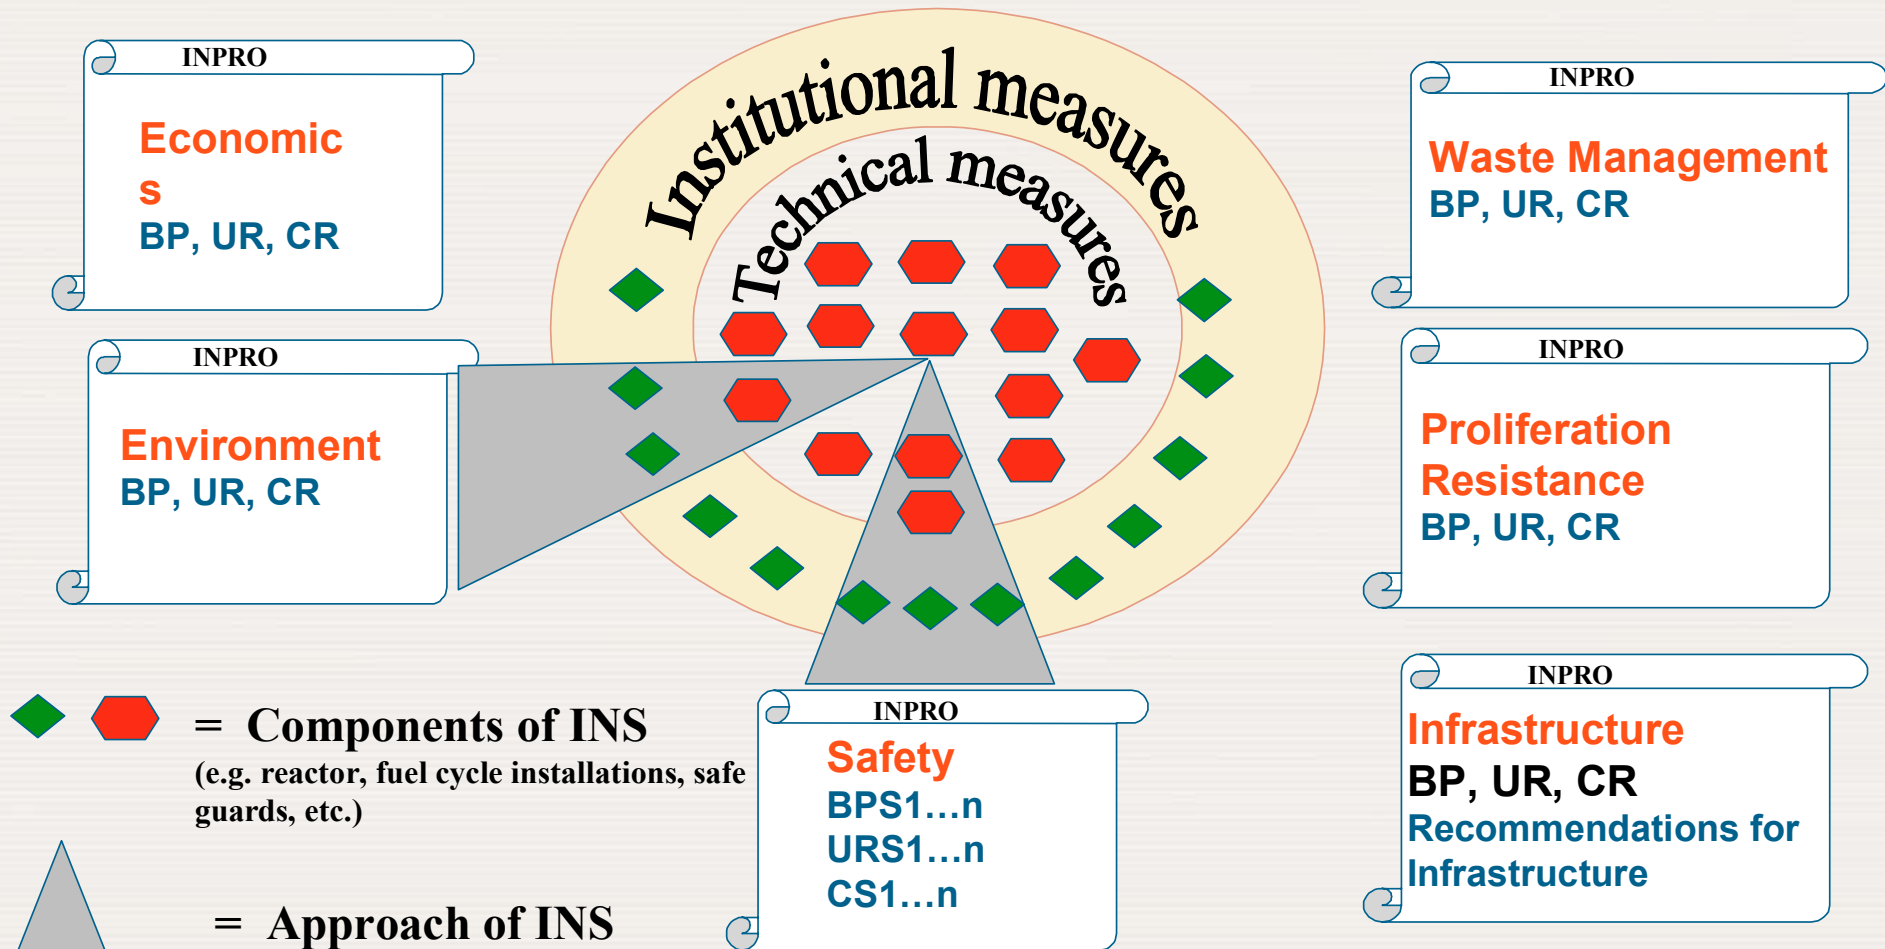 INPRO
Economic
s
BP, UR, CR
INPRO
Environment
BP, UR, CR
Institutional measures
Technical measures
INPRO
Waste Management
BP, UR, CR
INPRO
Proliferation
Resistance
BP, UR, CR
INPRO
Infrastructure
BP, UR, CR
Recommendations for
Infrastructure
INPRO
Safety
BPS1…n
URS1…n
CS1…n
= Components of INS
(e.g. reactor, fuel cycle installations, safe
guards, etc.)
= Approach of INS